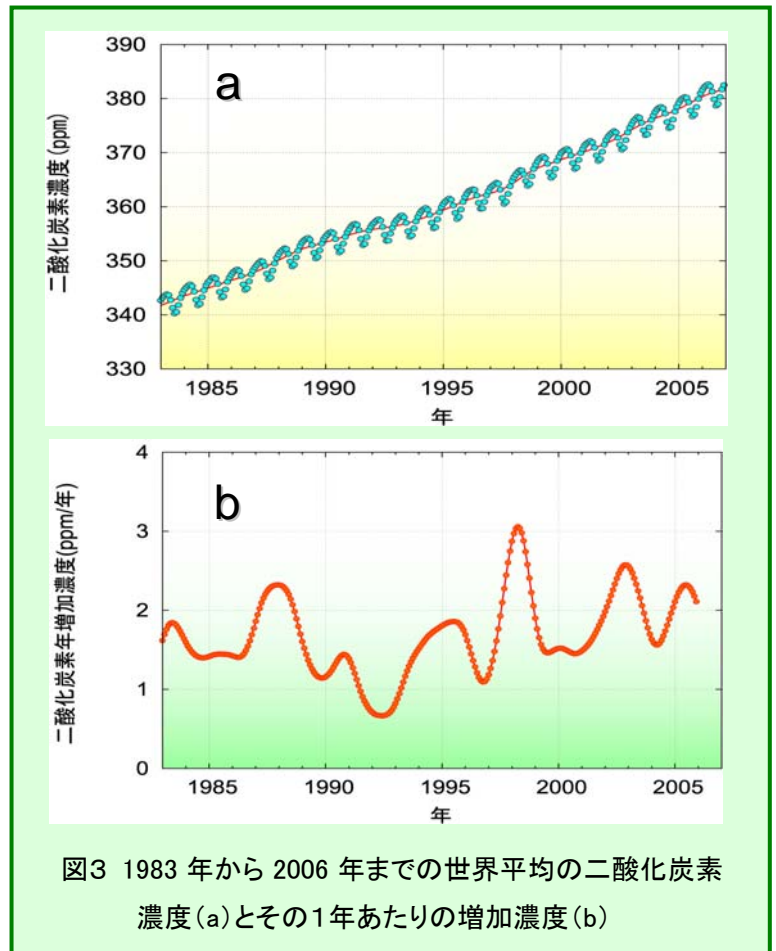 390
380
370
360
350
340
330
二酸化炭素濃度(ppm)
a
1985 1990 1995 2000 2005
年
4
3
2
1
0
二酸化炭素年増加濃度(ppm/年)
b
1985 1990 1995 2000 2005
年
図3 1983 年から 2006 年までの世界平均の二酸化炭素
濃度(a)とその1年あたりの増加濃度(b)